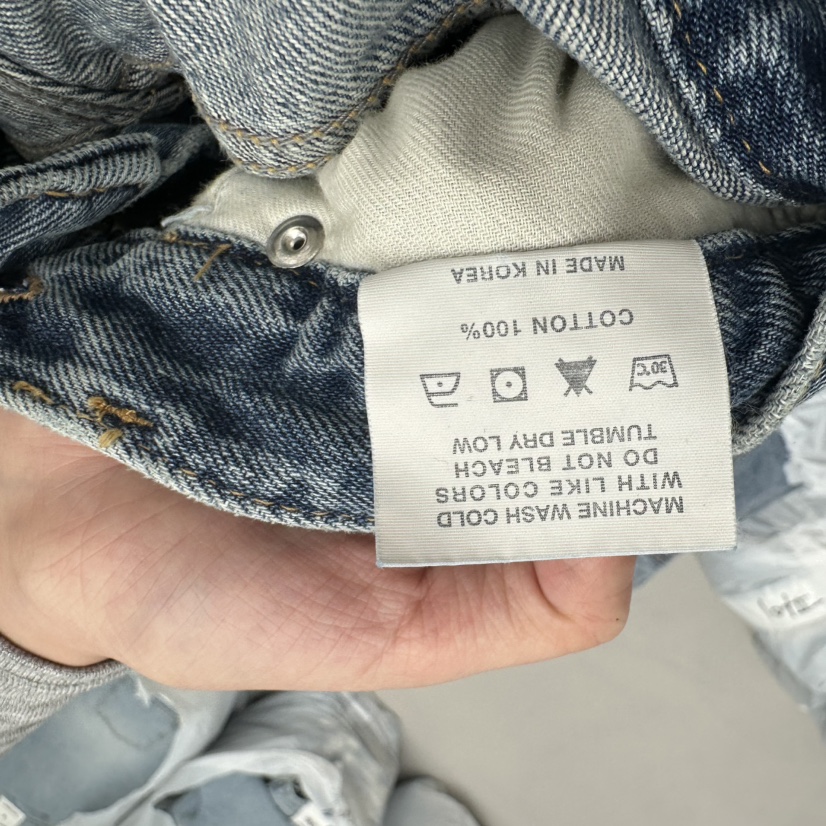 MACHINE WASH COLD
WITH LIKE COLORS
DO NOT BLEACH
TUMBLE DRY LOW
30°C
COTTON 100%
MADE IN KOREA